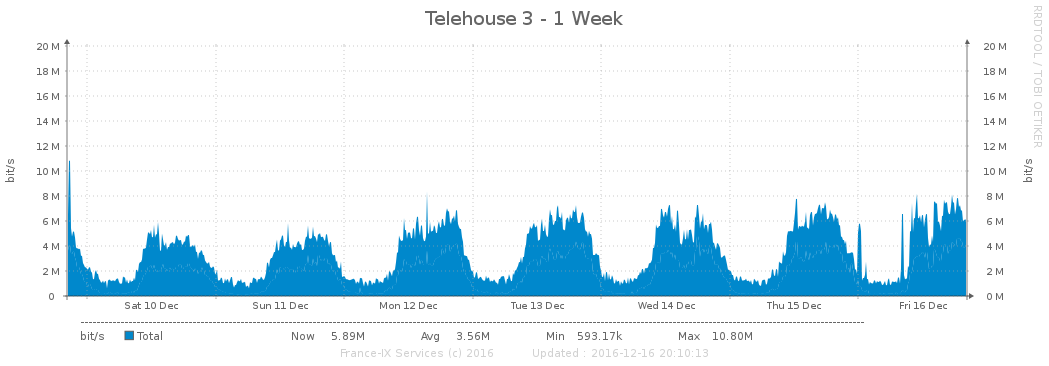 Telehouse 3 - 1 Week
RRDTOOL / TOBI OETIKER
bit/s
bit/s
20 M 20 M
18 M 18 M
16 M 16 M
14 M 14 M
12 M 12 M
10 M 10 M
8 M 8 M
6 M 6 M
4 M 4 M
2 M 2 M
0 0 M
Sat 10 Dec Sun 11 Dec Mon 12 Dec Tue 13 Dec Wed 14 Dec Thu 15 Dec Fri 16 Dec
bit/s Total Now 5.89M Avg 3.56M Min 593.17k Max 10.80M
France-IX Services (c) 2016 Updated : 2016-12-16 20:10:13